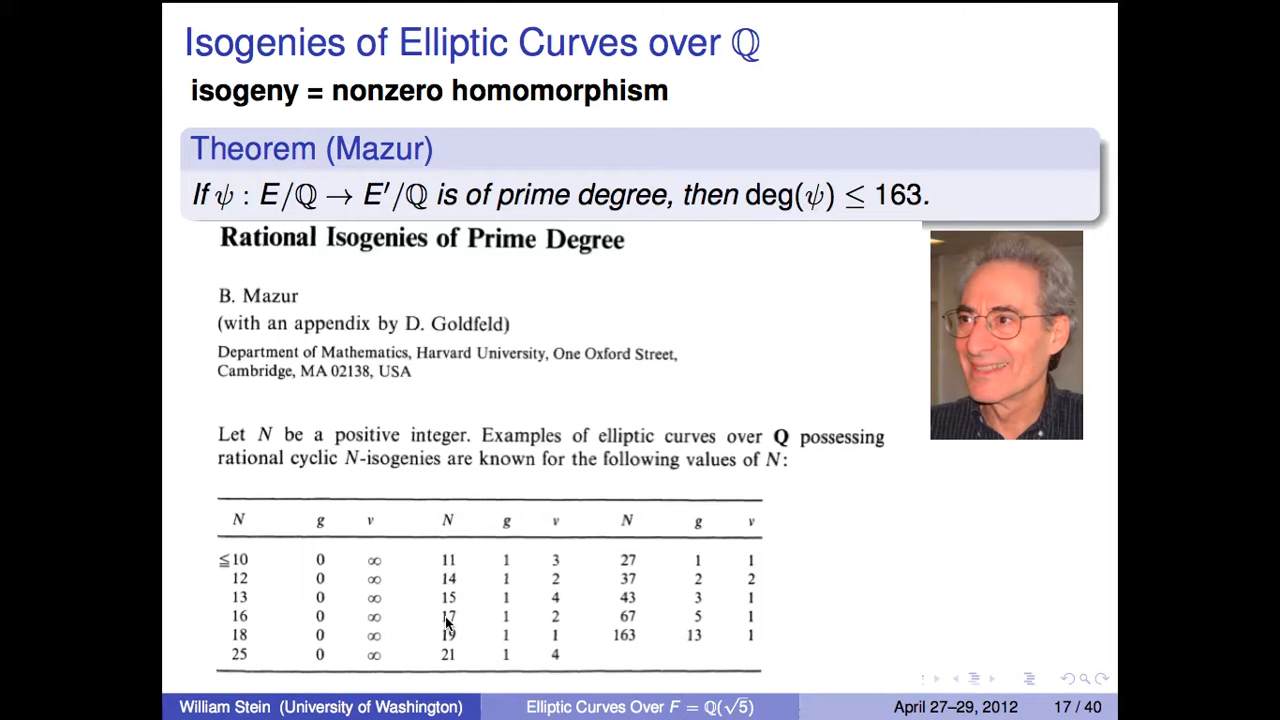 Isogenies of Elliptic Curves over ℚ
isogeny = nonzero homomorphism
Theorem (Mazur)
If ψ : E/ℚ → E′/ℚ is of prime degree, then deg(ψ) ≤ 163.
Rational Isogenies of Prime Degree
B. Mazur
(with an appendix by D. Goldfeld)
Department of Mathematics, Harvard University, One Oxford Street,
Cambridge, MA 02138, USA
Let N be a positive integer. Examples of elliptic curves over Q possessing
rational cyclic N-isogenies are known for the following values of N:
N g ν N g ν N g ν
≦10 0 ∞ 11 1 3 27 1 1
12 0 ∞ 14 1 2 37 2 2
13 0 ∞ 15 1 4 43 3 1
16 0 ∞ 17 1 2 67 5 1
18 0 ∞ 19 1 1 163 13 1
25 0 ∞ 21 1 4
William Stein (University of Washington) Elliptic Curves Over F = ℚ(√5) April 27–29, 2012 17 / 40